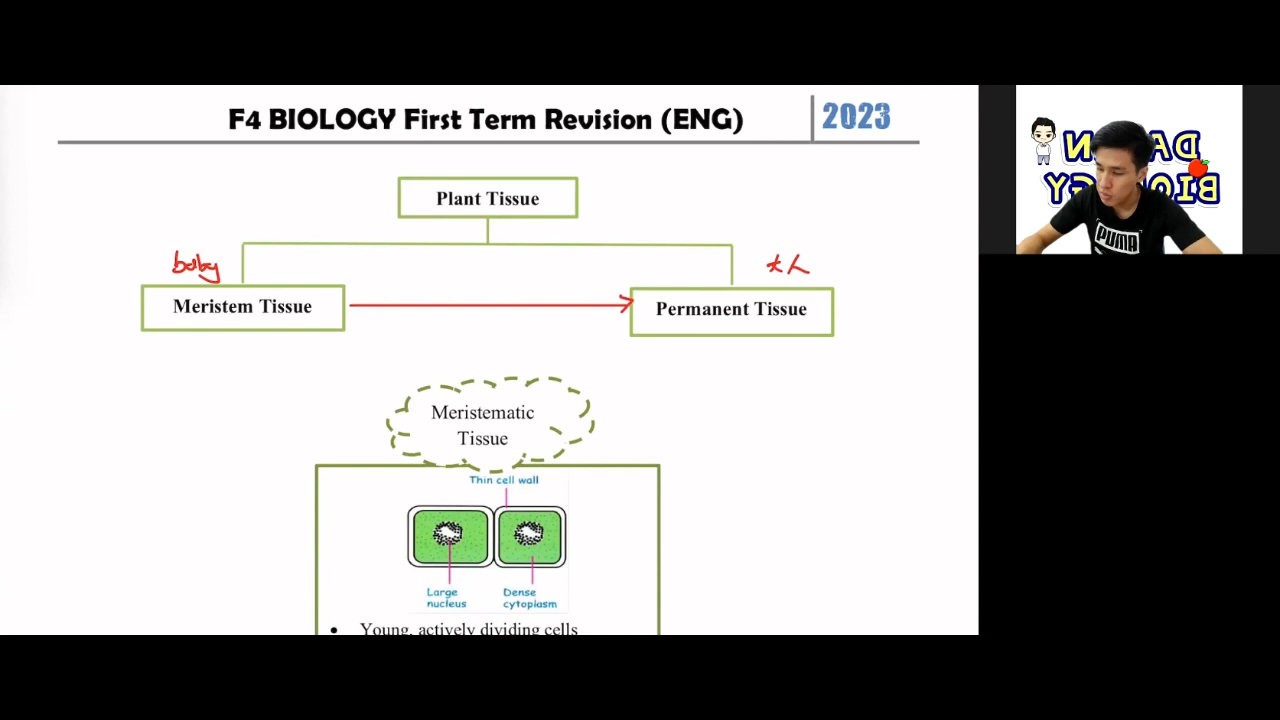 F4 BIOLOGY First Term Revision (ENG)
2023
Plant Tissue
baby
大人
Meristem Tissue
Permanent Tissue
Meristematic
Tissue
Thin cell wall
Large
nucleus
Dense
cytoplasm
• Young, actively dividing cells
PUMA